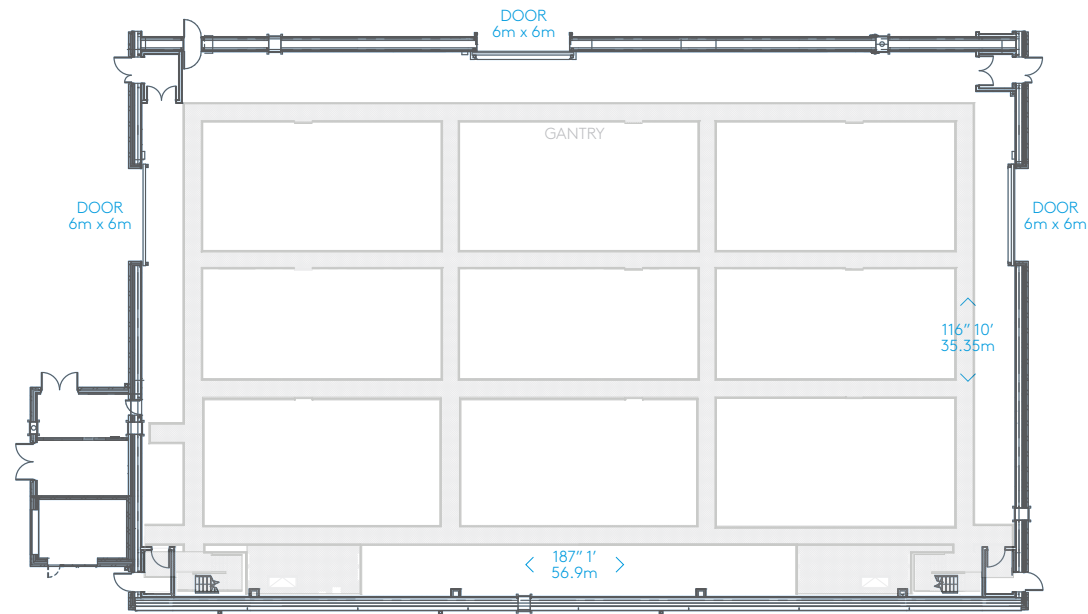 DOOR
6m x 6m
GANTRY
DOOR
6m x 6m
DOOR
6m x 6m
116” 10’
35.35m
187” 1’
56.9m